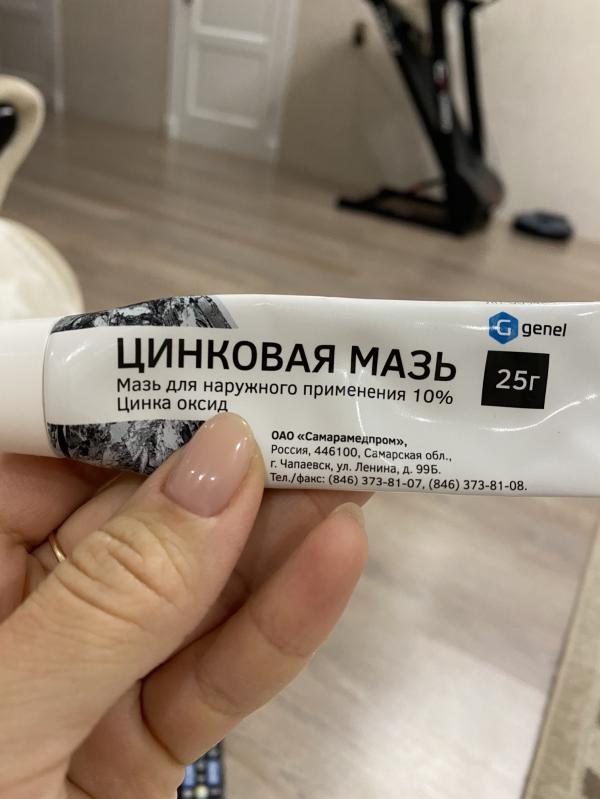 G genel
ЦИНКОВАЯ МАЗЬ
25г
Мазь для наружного применения 10%
Цинка оксид
ОАО «Самарамедпром»,
Россия, 446100, Самарская обл.,
г. Чапаевск, ул. Ленина, д. 99Б.
Тел./факс: (846) 373-81-07, (846) 373-81-08.